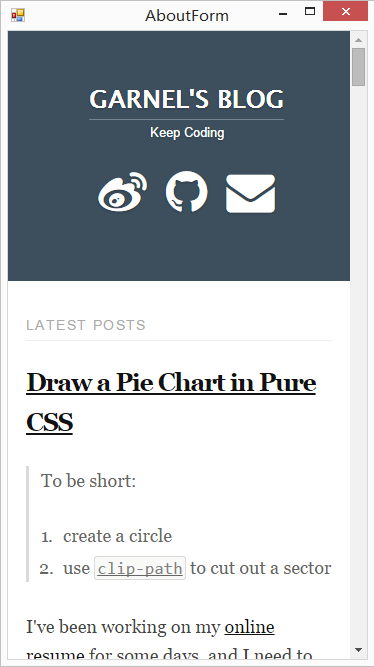 AboutForm
GARNEL'S BLOG
Keep Coding
LATEST POSTS
Draw a Pie Chart in Pure
CSS
To be short:
1. create a circle
2. use clip-path to cut out a sector
I've been working on my online
resume for some days, and I need to